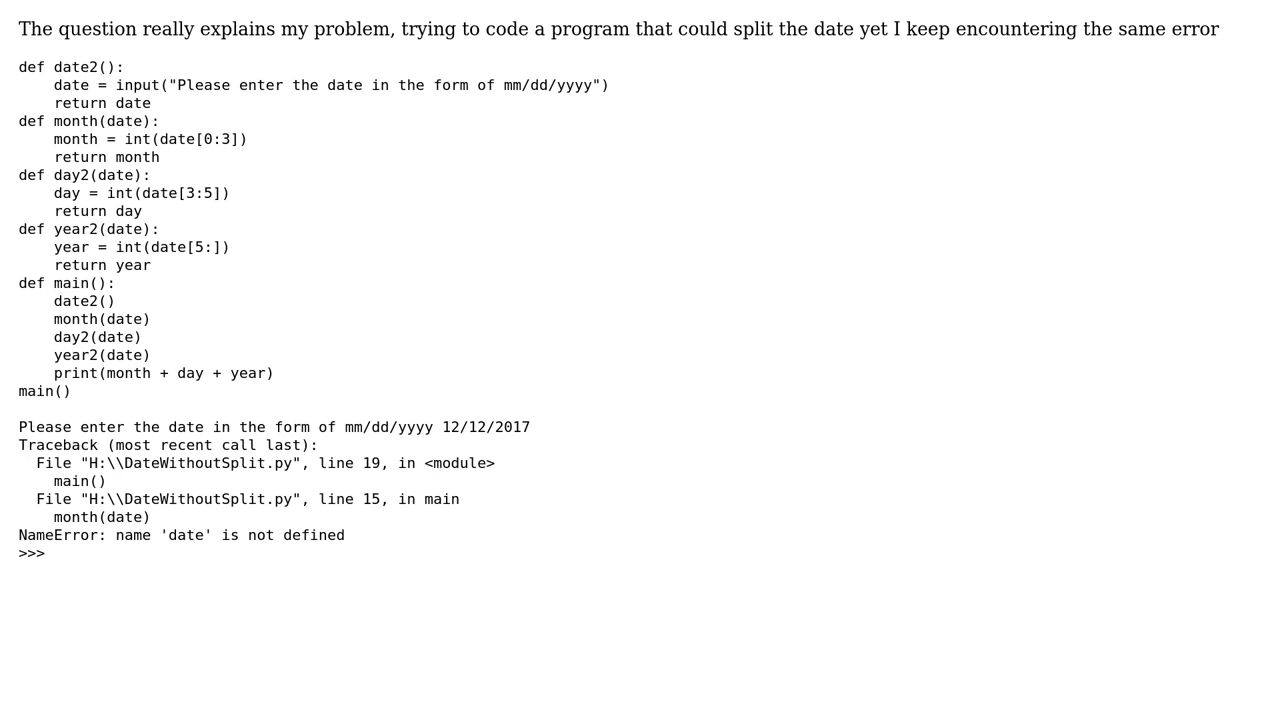 The question really explains my problem, trying to code a program that could split the date yet I keep encountering the same error
def date2():
    date = input("Please enter the date in the form of mm/dd/yyyy")
    return date
def month(date):
    month = int(date[0:3])
    return month
def day2(date):
    day = int(date[3:5])
    return day
def year2(date):
    year = int(date[5:])
    return year
def main():
    date2()
    month(date)
    day2(date)
    year2(date)
    print(month + day + year)
main()

Please enter the date in the form of mm/dd/yyyy 12/12/2017
Traceback (most recent call last):
  File "H:\\DateWithoutSplit.py", line 19, in <module>
    main()
  File "H:\\DateWithoutSplit.py", line 15, in main
    month(date)
NameError: name 'date' is not defined
>>>